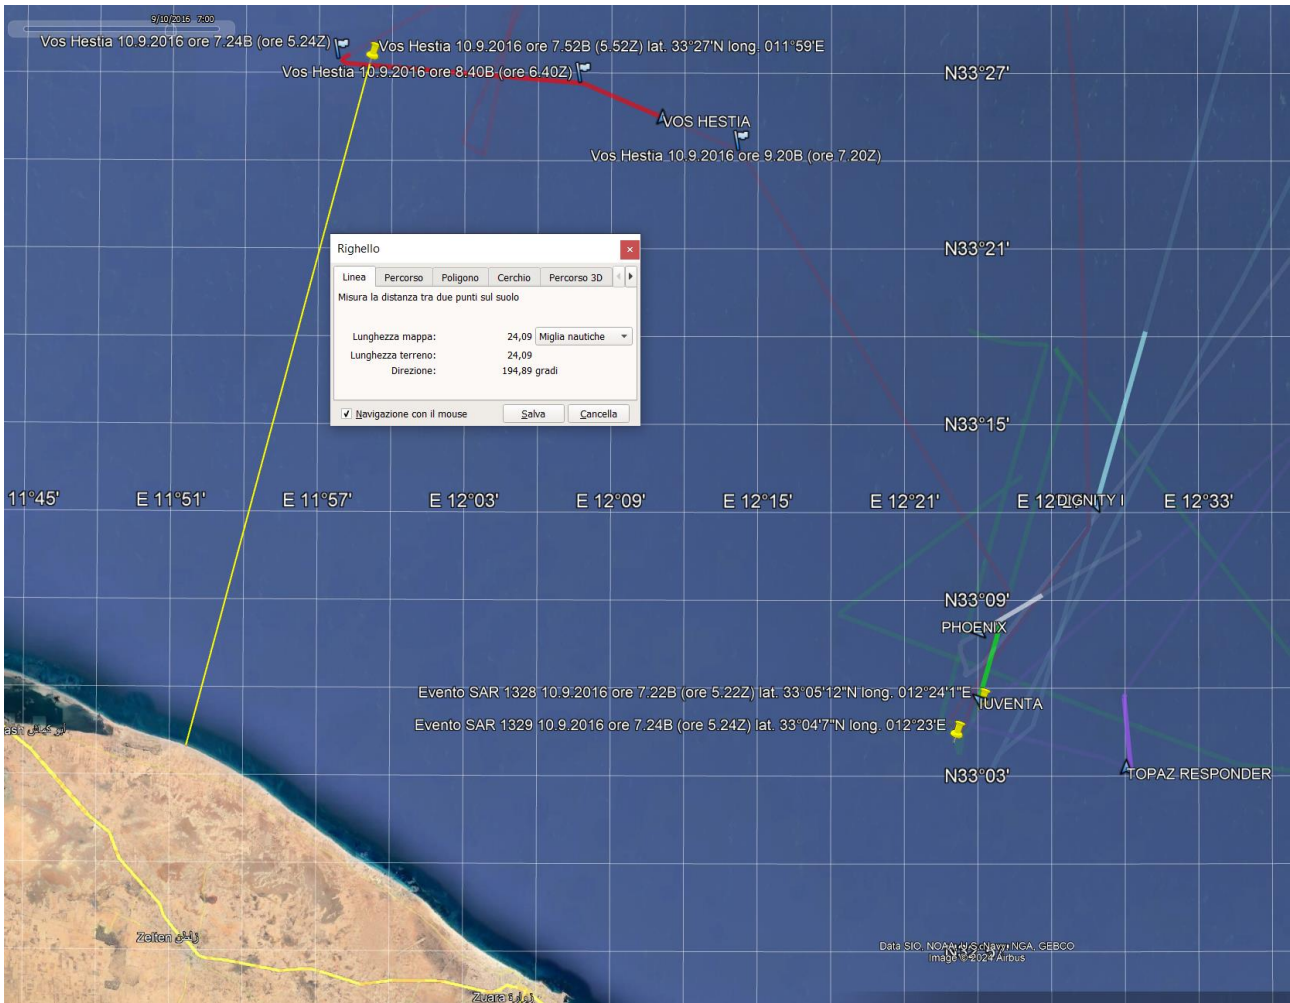 9/10/2016 7:00
Vos Hestia 10.9.2016 ore 7.24B (ore 5.24Z)
Vos Hestia 10.9.2016 ore 7.52B (5.52Z) lat. 33°27'N long. 011°59'E
Vos Hestia 10.9.2016 ore 8.40B (ore 6.40Z)
N33°27'
VOS HESTIA
Vos Hestia 10.9.2016 ore 9.20B (ore 7.20Z)
Righello
N33°21'
Linea Percorso Poligono Cerchio Percorso 3D
Misura la distanza tra due punti sul suolo
Lunghezza mappa: 24,09 Miglia nautiche
Lunghezza terreno: 24,09
Direzione: 194,89 gradi
Navigazione con il mouse Salva Cancella
N33°15'
11°45' E 11°51' E 11°57' E 12°03' E 12°09' E 12°15' E 12°21' E 12°27' DIGNITY I E 12°33'
N33°09'
PHOENIX
Evento SAR 1328 10.9.2016 ore 7.22B (ore 5.22Z) lat. 33°05'12"N long. 012°24'1"E
IUVENTA
Evento SAR 1329 10.9.2016 ore 7.24B (ore 5.24Z) lat. 33°04'7"N long. 012°23'E
ash أبو كماش
N33°03'
TOPAZ RESPONDER
Zelten زلطن
Data SIO, NOAA, U.S. Navy, NGA, GEBCO
Image © 2024 Airbus
Zuara زوارة